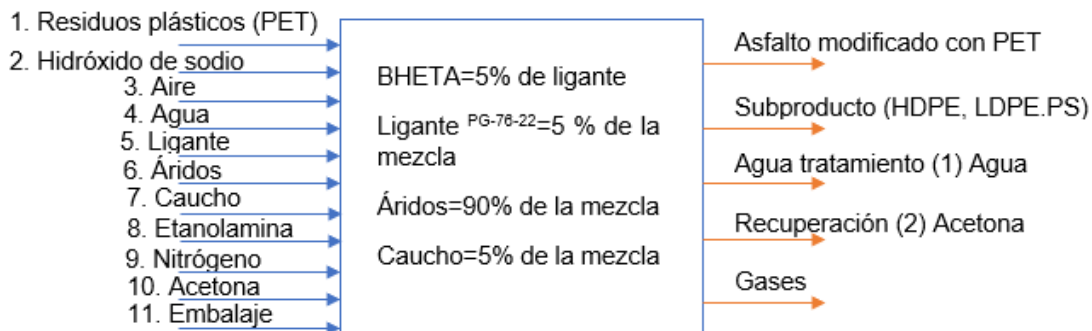 1. Residuos plásticos (PET)
2. Hidróxido de sodio
3. Aire
4. Agua
5. Ligante
6. Áridos
7. Caucho
8. Etanolamina
9. Nitrógeno
10. Acetona
11. Embalaje
BHETA=5% de ligante
Ligante PG-76-22=5 % de la
mezcla
Áridos=90% de la mezcla
Caucho=5% de la mezcla
Asfalto modificado con PET
Subproducto (HDPE, LDPE.PS)
Agua tratamiento (1) Agua
Recuperación (2) Acetona
Gases